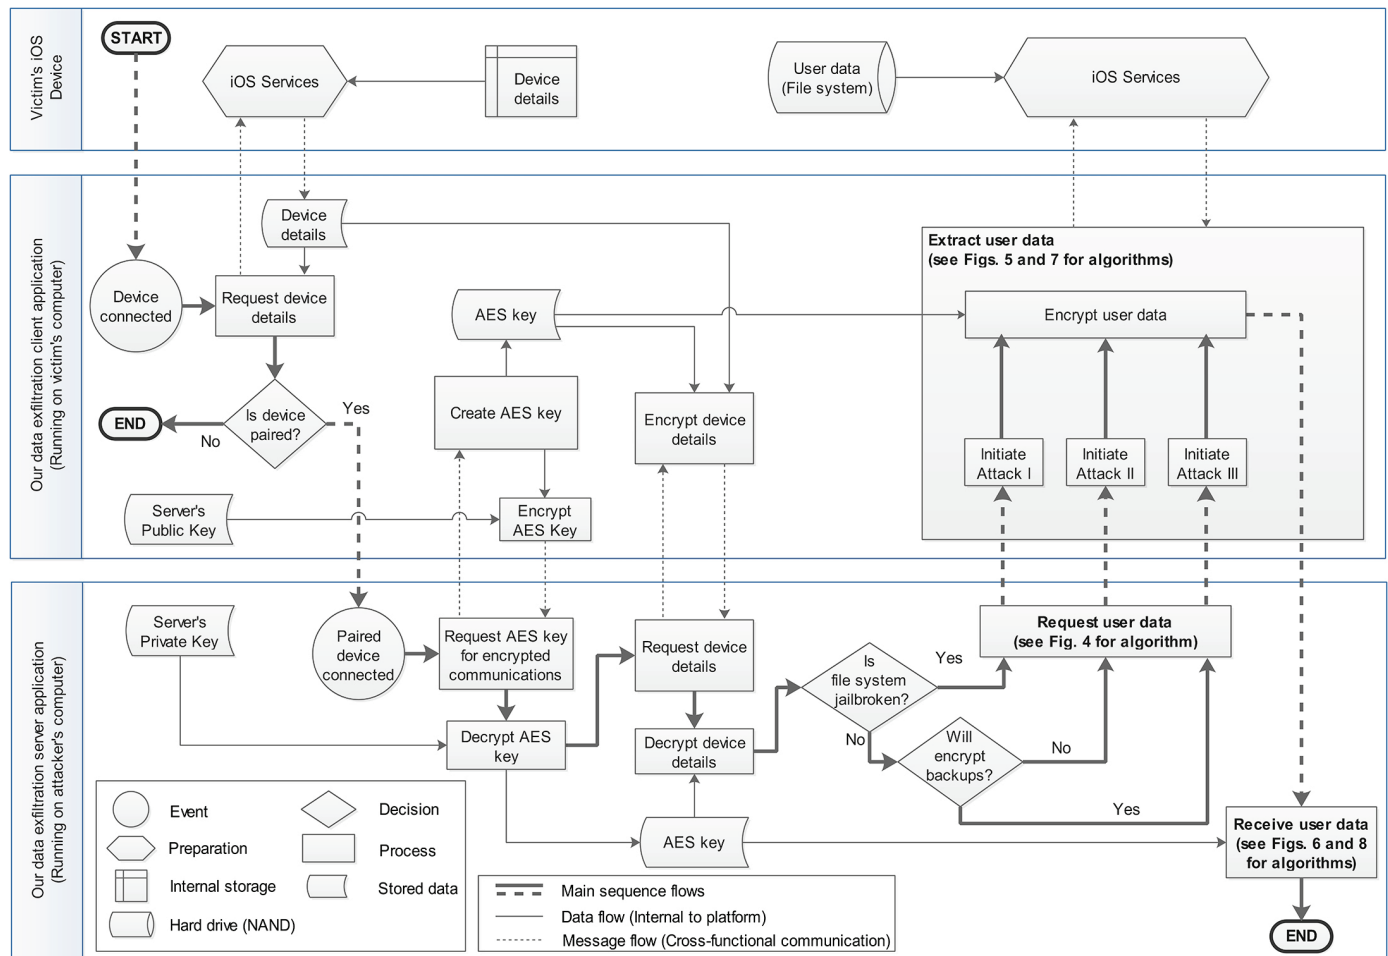 Victim's iOS
Device
START
iOS Services
Device
details
User data
(File system)
iOS Services
Our data exfiltration client application
(Running on victim's computer)
Device
details
Device
connected
Request device
details
Is device
paired?
Yes
No
END
Server's
Public Key
AES key
Create AES key
Encrypt
AES Key
Encrypt device
details
Extract user data
(see Figs. 5 and 7 for algorithms)
Encrypt user data
Initiate
Attack I
Initiate
Attack II
Initiate
Attack III
Our data exfiltration server application
(Running on attacker's computer)
Server's
Private Key
Paired
device
connected
Request AES key
for encrypted
communications
Decrypt AES
key
Request device
details
Decrypt device
details
AES key
Is
file system
jailbroken?
Yes
No
Will
encrypt
backups?
No
Yes
Request user data
(see Fig. 4 for algorithm)
Receive user data
(see Figs. 6 and 8
for algorithms)
END
Event
Decision
Preparation
Process
Internal storage
Stored data
Hard drive (NAND)
Main sequence flows
Data flow (Internal to platform)
Message flow (Cross-functional communication)